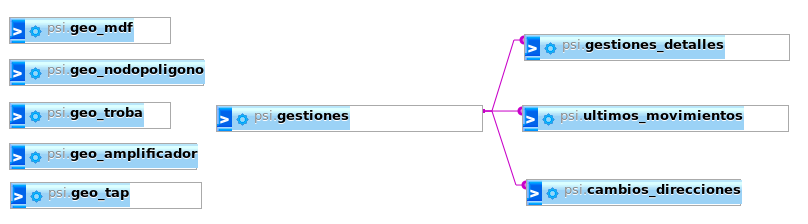 psi.geo_mdf
psi.geo_nodopoligono
psi.geo_troba
psi.geo_amplificador
psi.geo_tap
psi.gestiones
psi.gestiones_detalles
psi.ultimos_movimientos
psi.cambios_direcciones